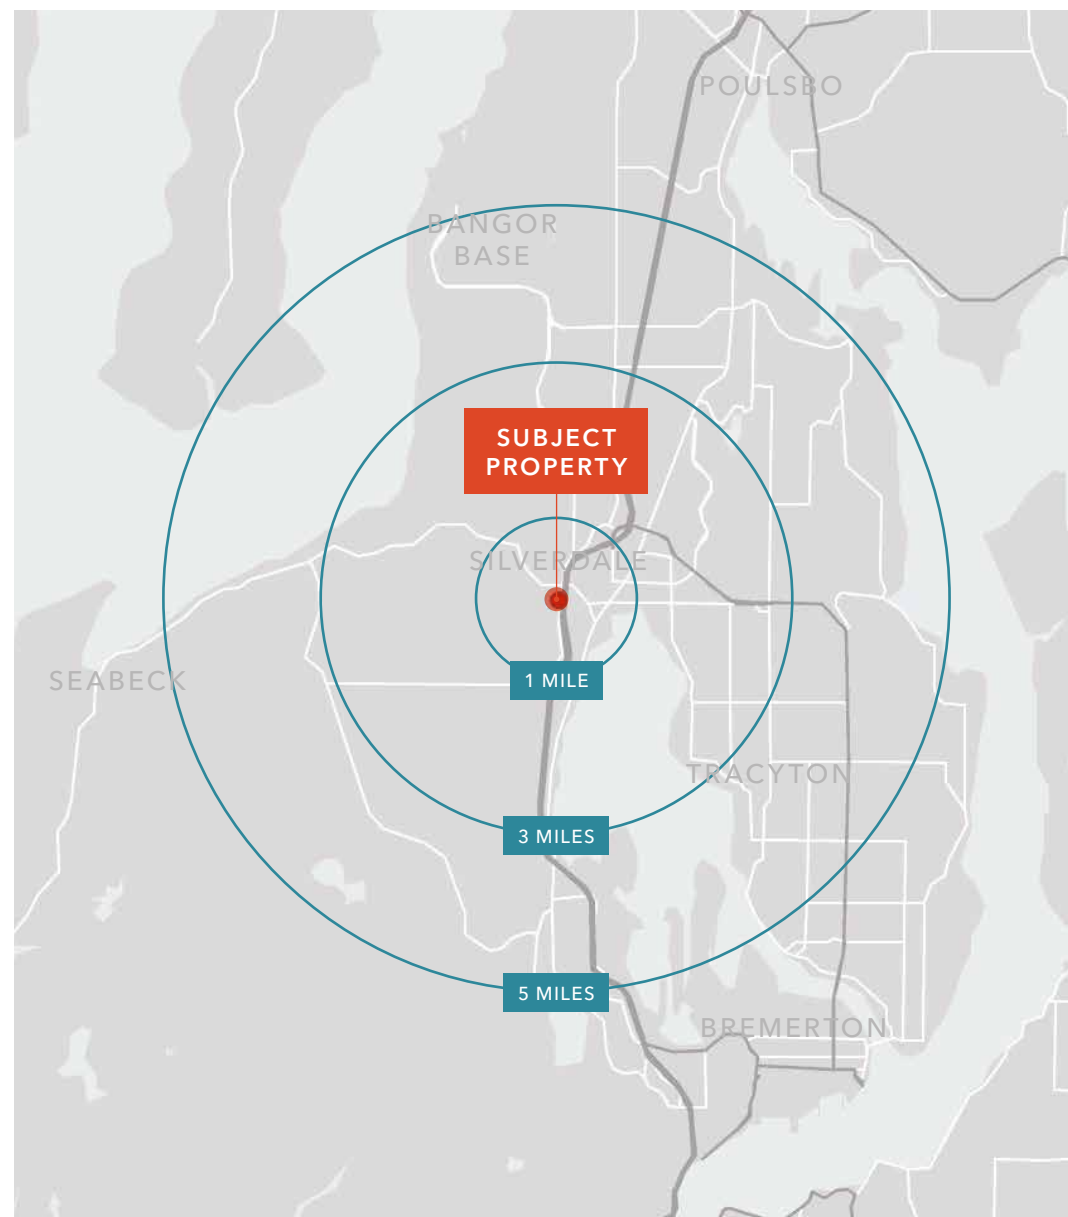 POULSBO
BANGOR
BASE
SUBJECT
PROPERTY
SILVERDALE
SEABECK
1 MILE
TRACYTON
3 MILES
5 MILES
BREMERTON